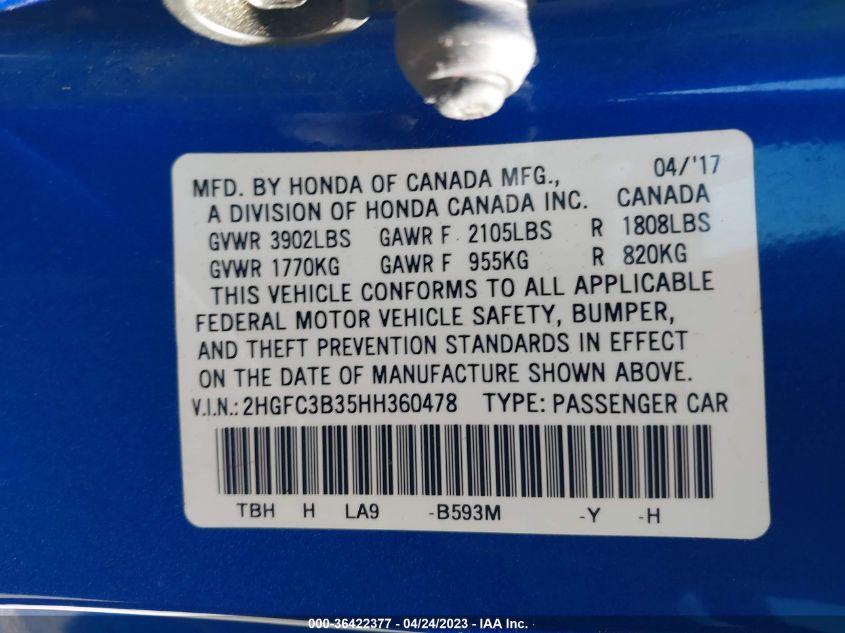 04/'17
MFD. BY HONDA OF CANADA MFG.,
A DIVISION OF HONDA CANADA INC. CANADA
GVWR 3902LBS GAWR F 2105LBS R 1808LBS
GVWR 1770KG GAWR F 955KG R 820KG
THIS VEHICLE CONFORMS TO ALL APPLICABLE
FEDERAL MOTOR VEHICLE SAFETY, BUMPER,
AND THEFT PREVENTION STANDARDS IN EFFECT
ON THE DATE OF MANUFACTURE SHOWN ABOVE.
V.I.N.: 2HGFC3B35HH360478 TYPE: PASSENGER CAR
TBH H LA9 -B593M -Y -H
000-36422377 - 04/24/2023 - IAA Inc.